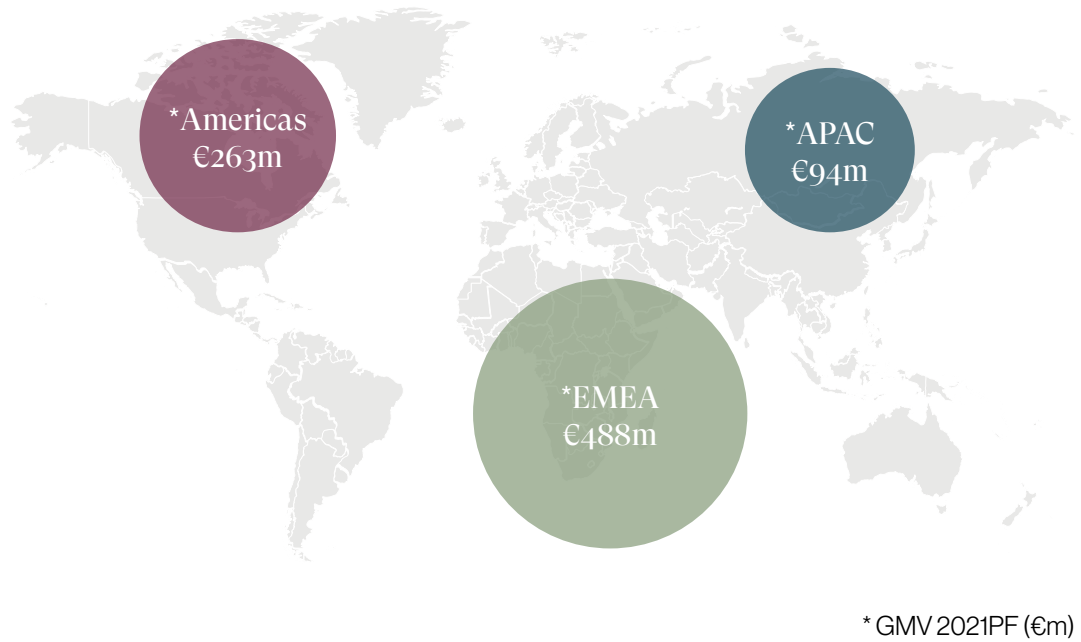 *Americas
€263m
*APAC
€94m
*EMEA
€488m
* GMV 2021PF (€m)